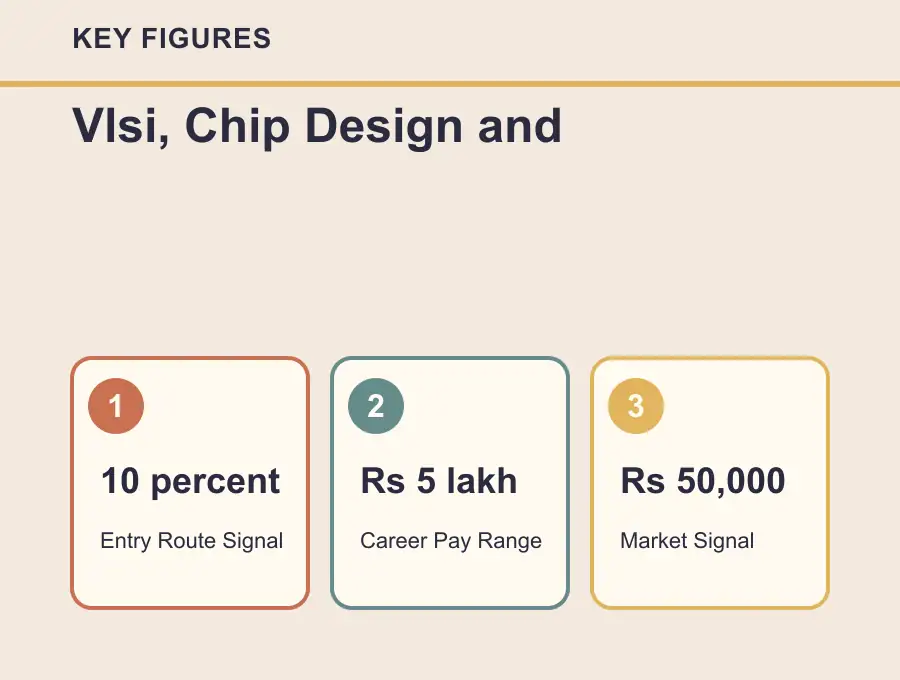 KEY FIGURES
Vlsi, Chip Design and
1
10 percent
Entry Route Signal
2
Rs 5 lakh
Career Pay Range
3
Rs 50,000
Market Signal